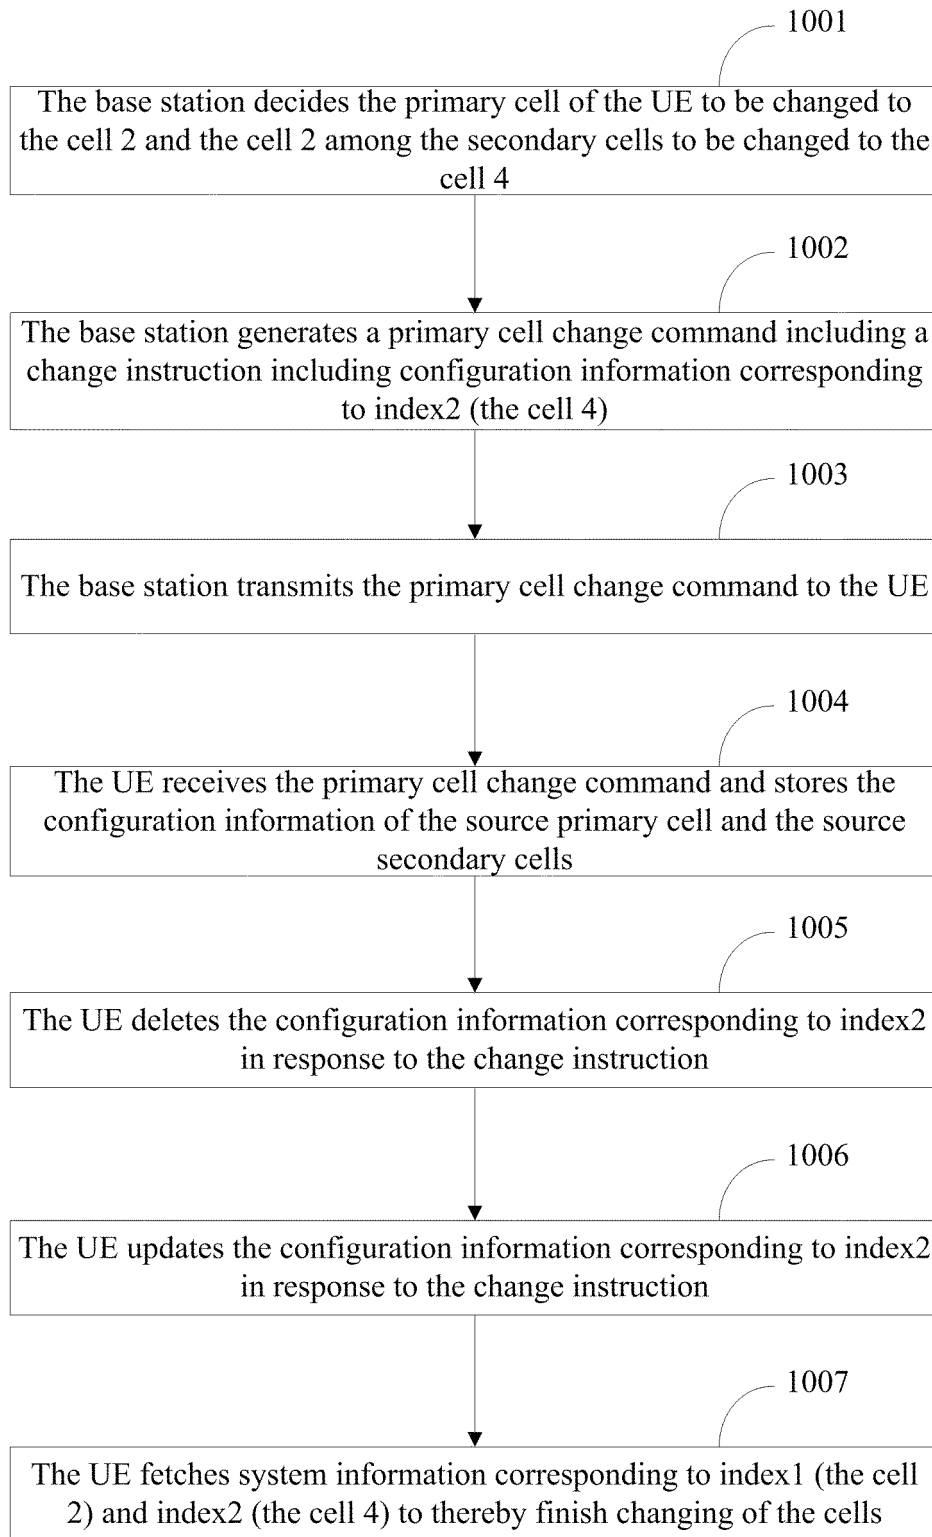 1001
The base station decides the primary cell of the UE to be changed to
the cell 2 and the cell 2 among the secondary cells to be changed to the
cell 4
1002
The base station generates a primary cell change command including a
change instruction including configuration information corresponding
to index2 (the cell 4)
1003
The base station transmits the primary cell change command to the UE
1004
The UE receives the primary cell change command and stores the
configuration information of the source primary cell and the source
secondary cells
1005
The UE deletes the configuration information corresponding to index2
in response to the change instruction
1006
The UE updates the configuration information corresponding to index2
in response to the change instruction
1007
The UE fetches system information corresponding to index1 (the cell
2) and index2 (the cell 4) to thereby finish changing of the cells